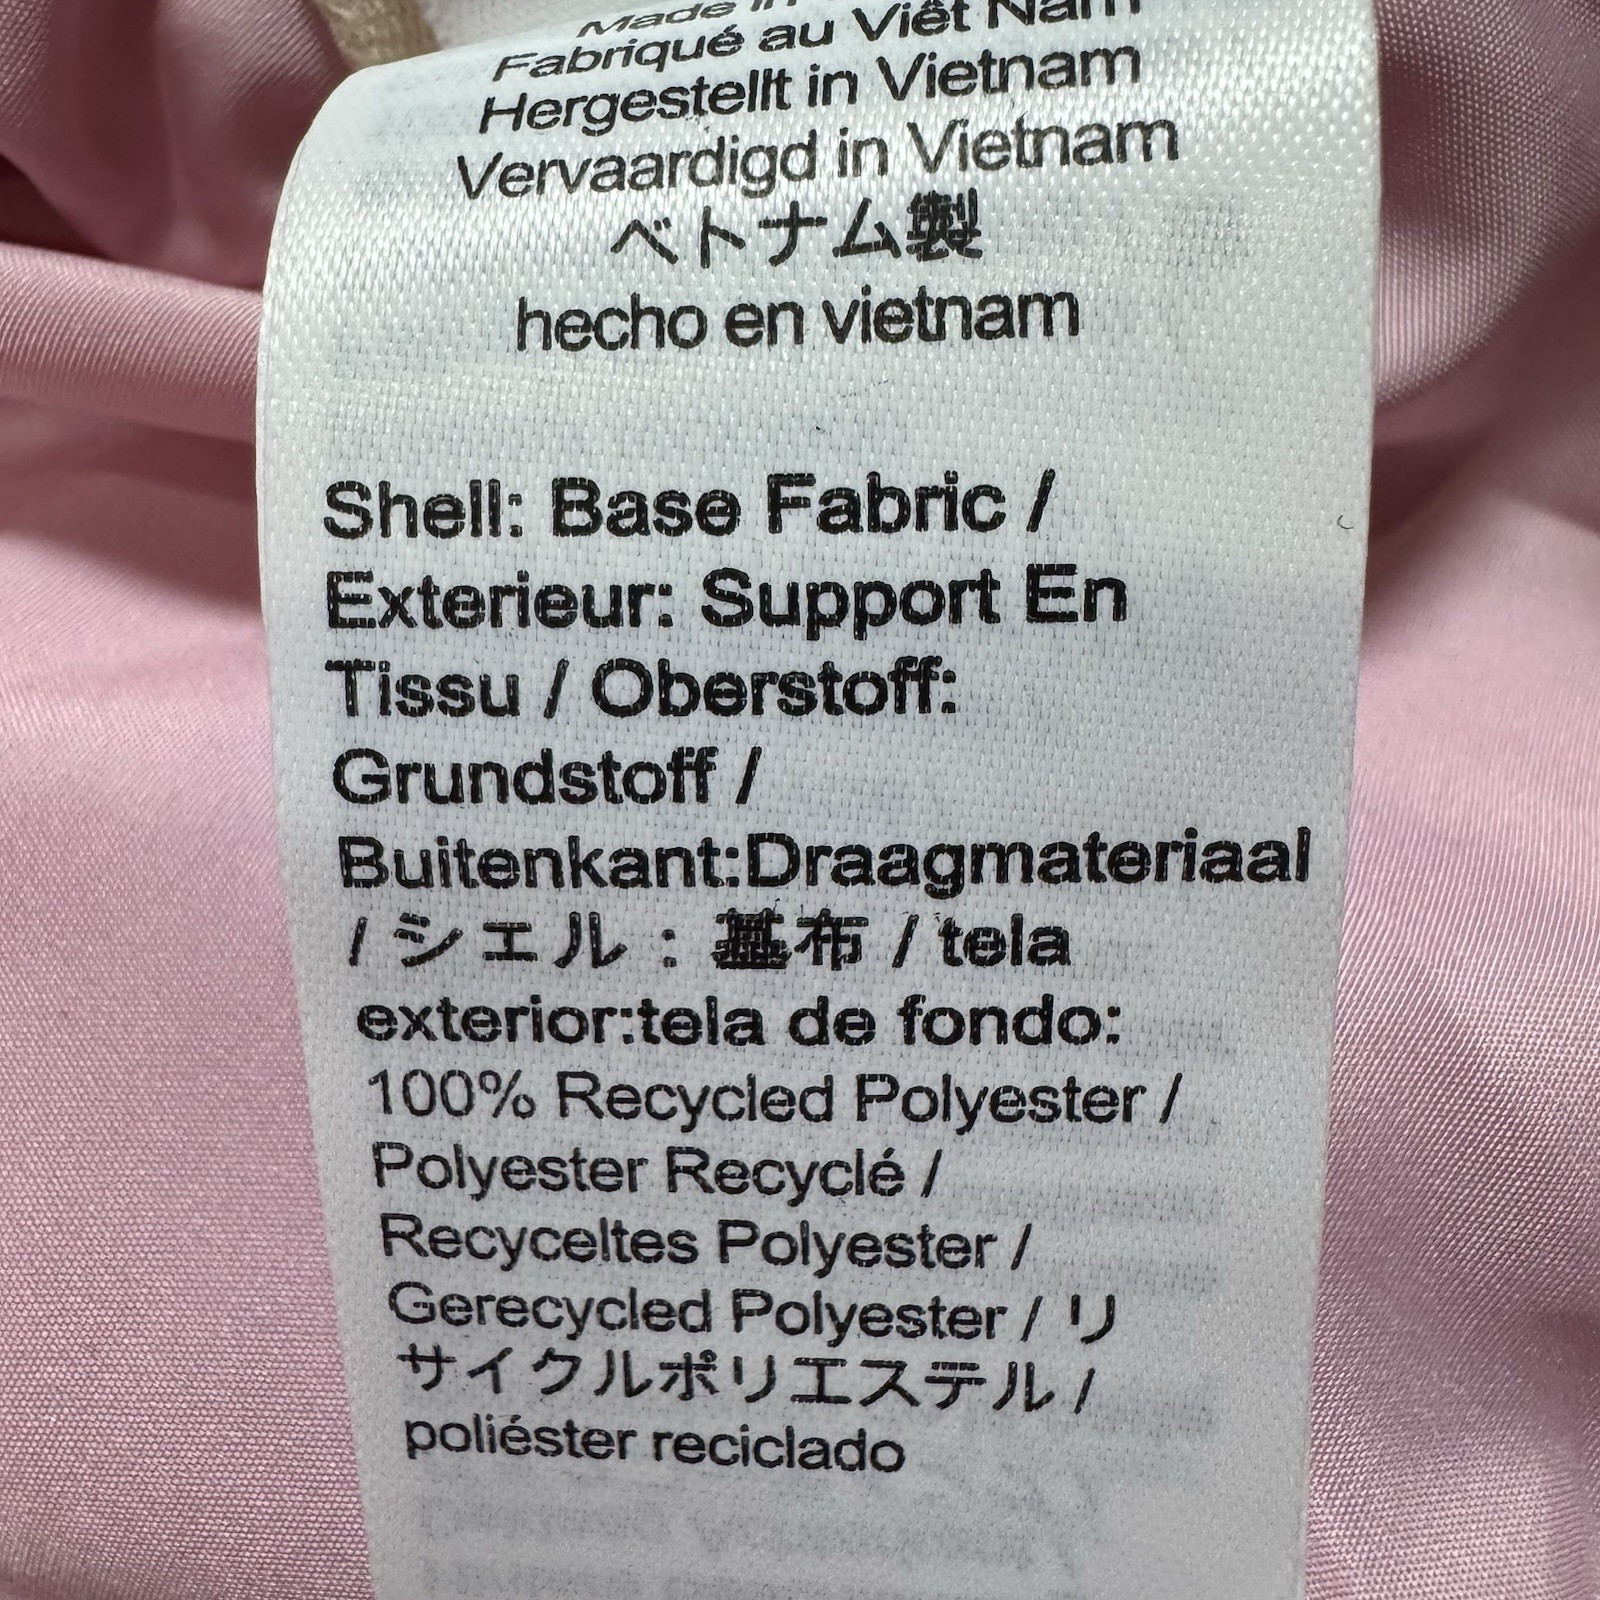 Made in
Fabriqué au Việt Nam
Hergestellt in Vietnam
Vervaardigd in Vietnam
ベトナム製
hecho en vietnam
Shell: Base Fabric /
Exterieur: Support En
Tissu / Oberstoff:
Grundstoff /
Buitenkant:Draagmateriaal
/ シェル：基布 / tela
exterior:tela de fondo:
100% Recycled Polyester /
Polyester Recyclé /
Recyceltes Polyester /
Gerecycled Polyester / リ
サイクルポリエステル /
poliéster reciclado